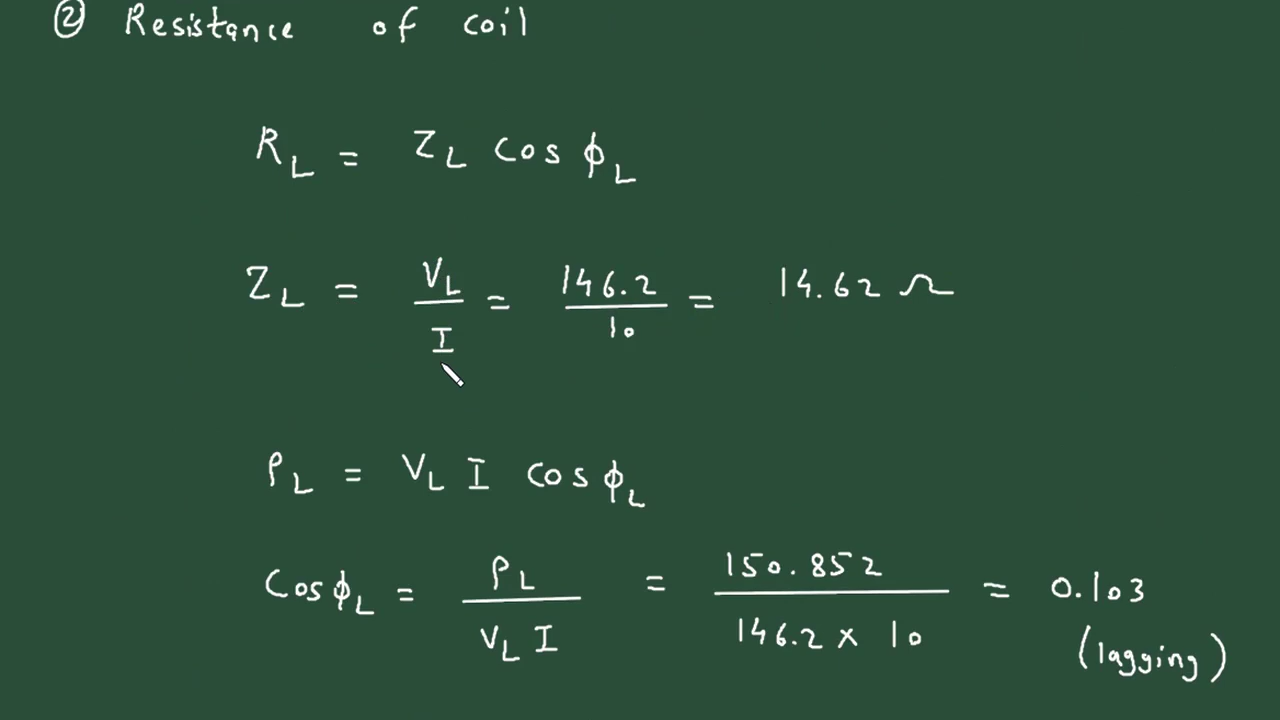 ② Resistance of coil
R_L = Z_L cos ϕ_L
Z_L = V_L / I = 146.2 / 10 = 14.62 Ω
P_L = V_L I cos ϕ_L
Cos ϕ_L = P_L / V_L I = 150.852 / 146.2 x 10 = 0.103
(lagging)